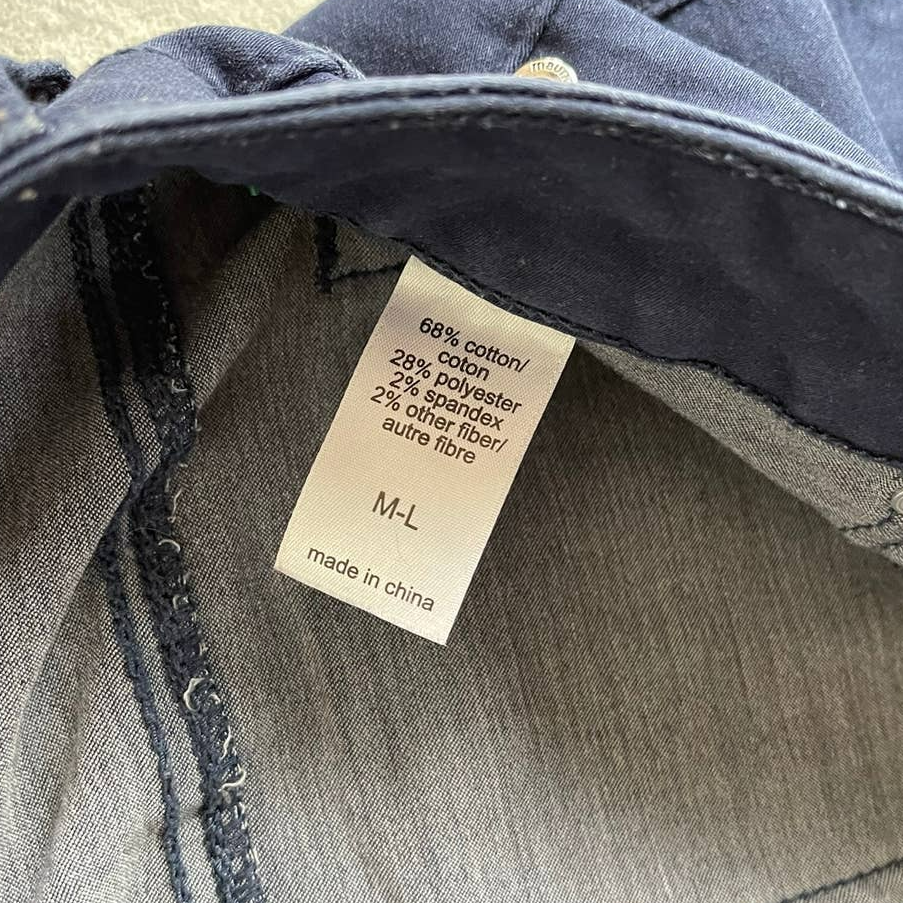 68% cotton/
coton
28% polyester
2% spandex
2% other fiber/
autre fibre
M-L
made in china